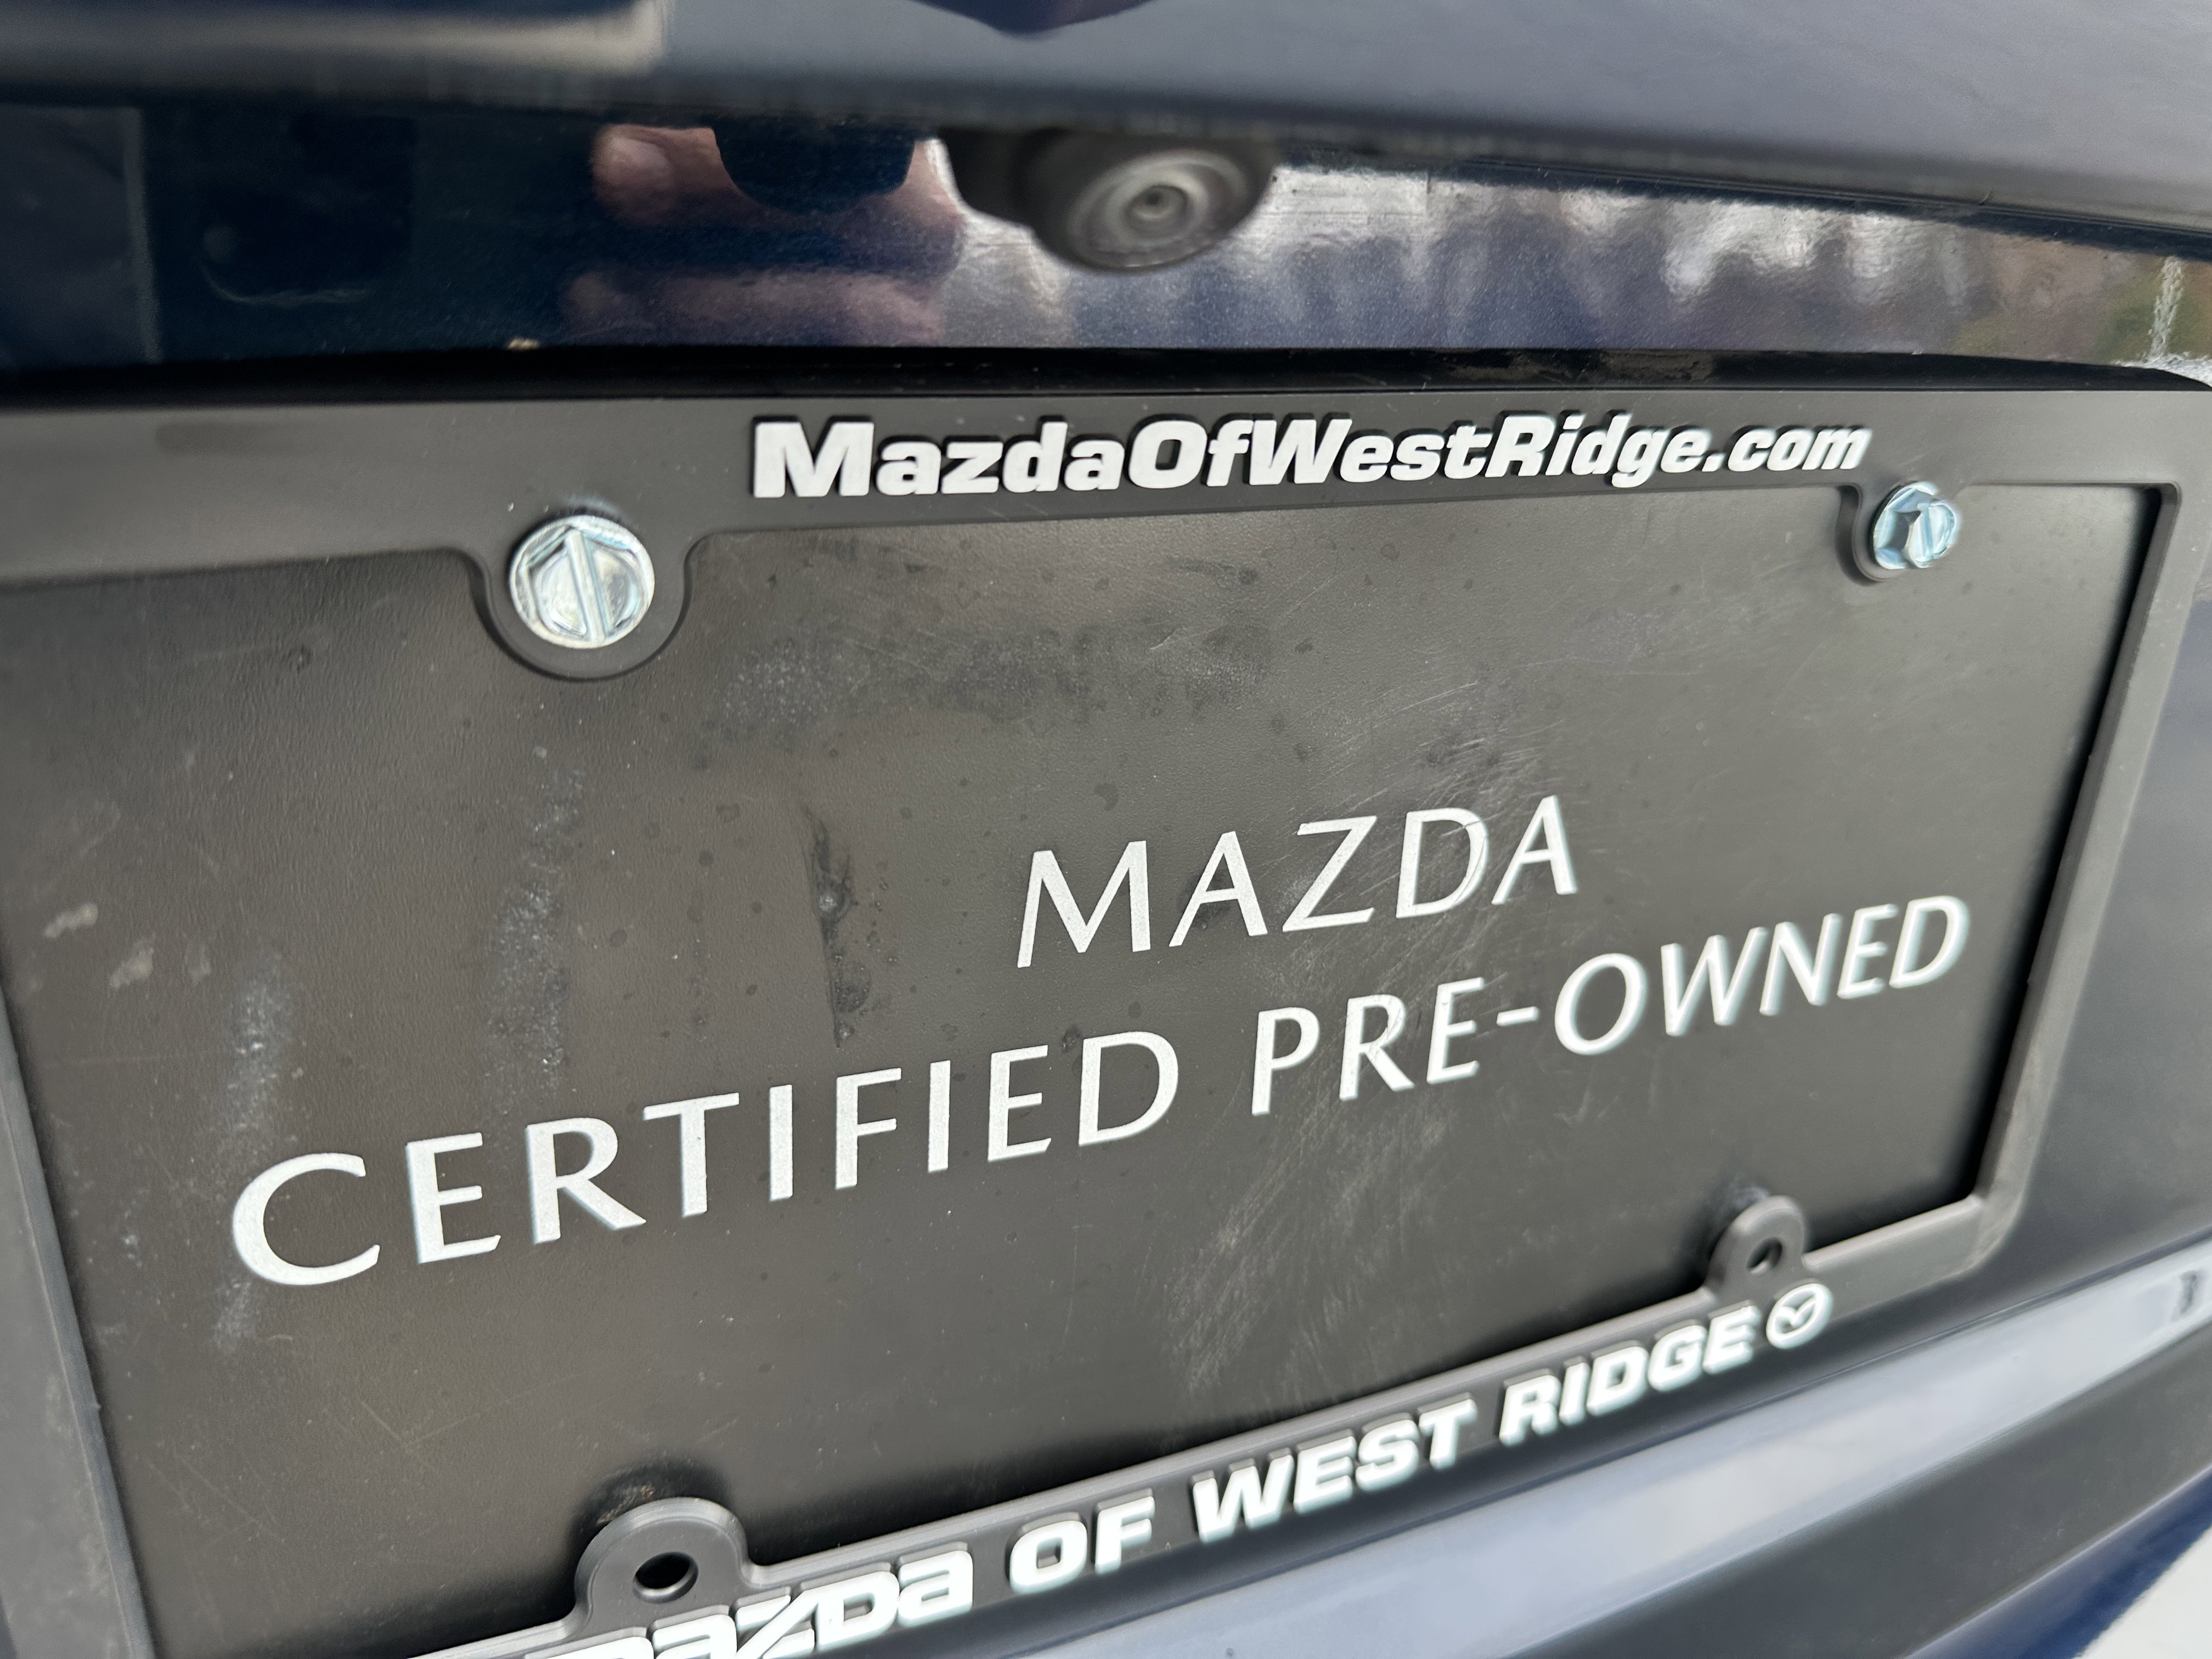 MazdaOfWestRidge.com
MAZDA
CERTIFIED PRE-OWNED
mazda OF WEST RIDGE